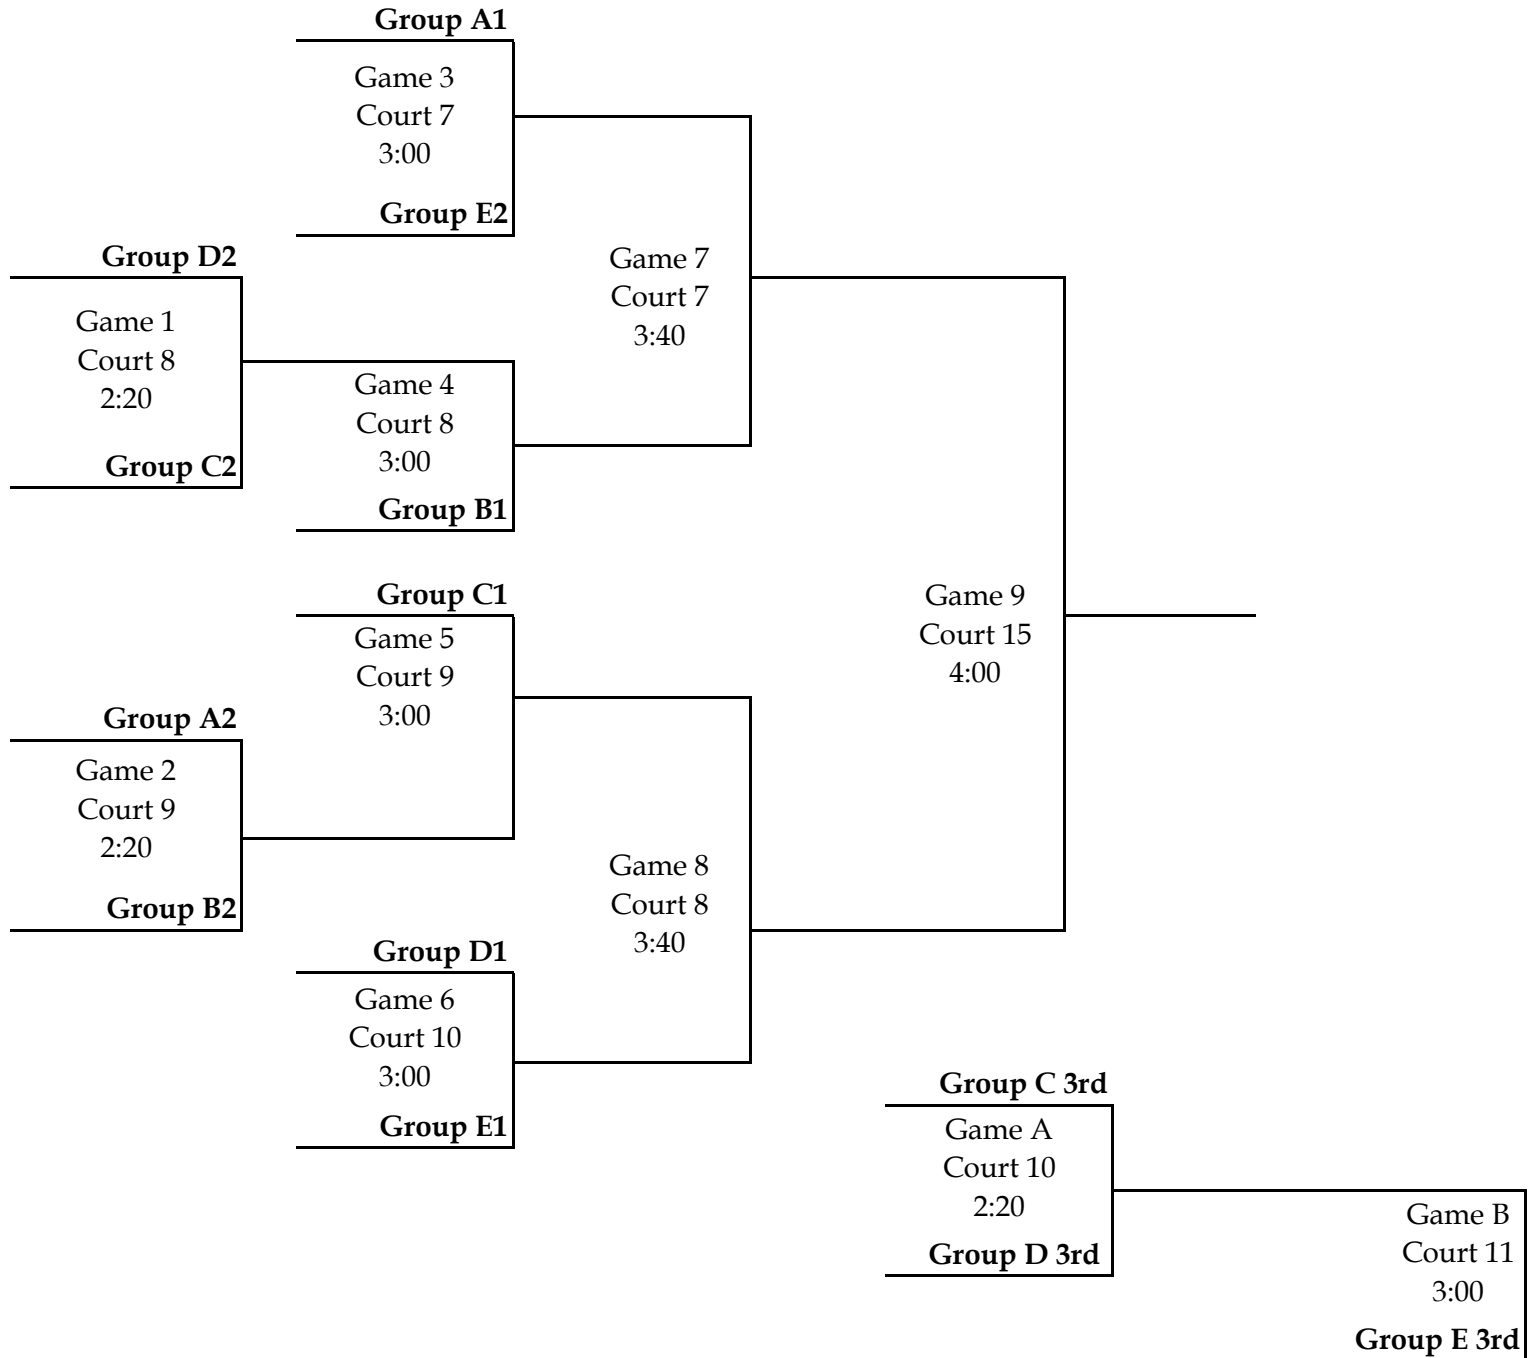 Group A1
Game 3
Court 7
3:00
Group E2
Group D2
Game 1
Court 8
2:20
Group C2
Game 4
Court 8
3:00
Group B1
Game 7
Court 7
3:40
Group C1
Game 5
Court 9
3:00
Group A2
Game 2
Court 9
2:20
Group B2
Group D1
Game 6
Court 10
3:00
Group E1
Game 8
Court 8
3:40
Game 9
Court 15
4:00
Group C 3rd
Game A
Court 10
2:20
Group D 3rd
Game B
Court 11
3:00
Group E 3rd